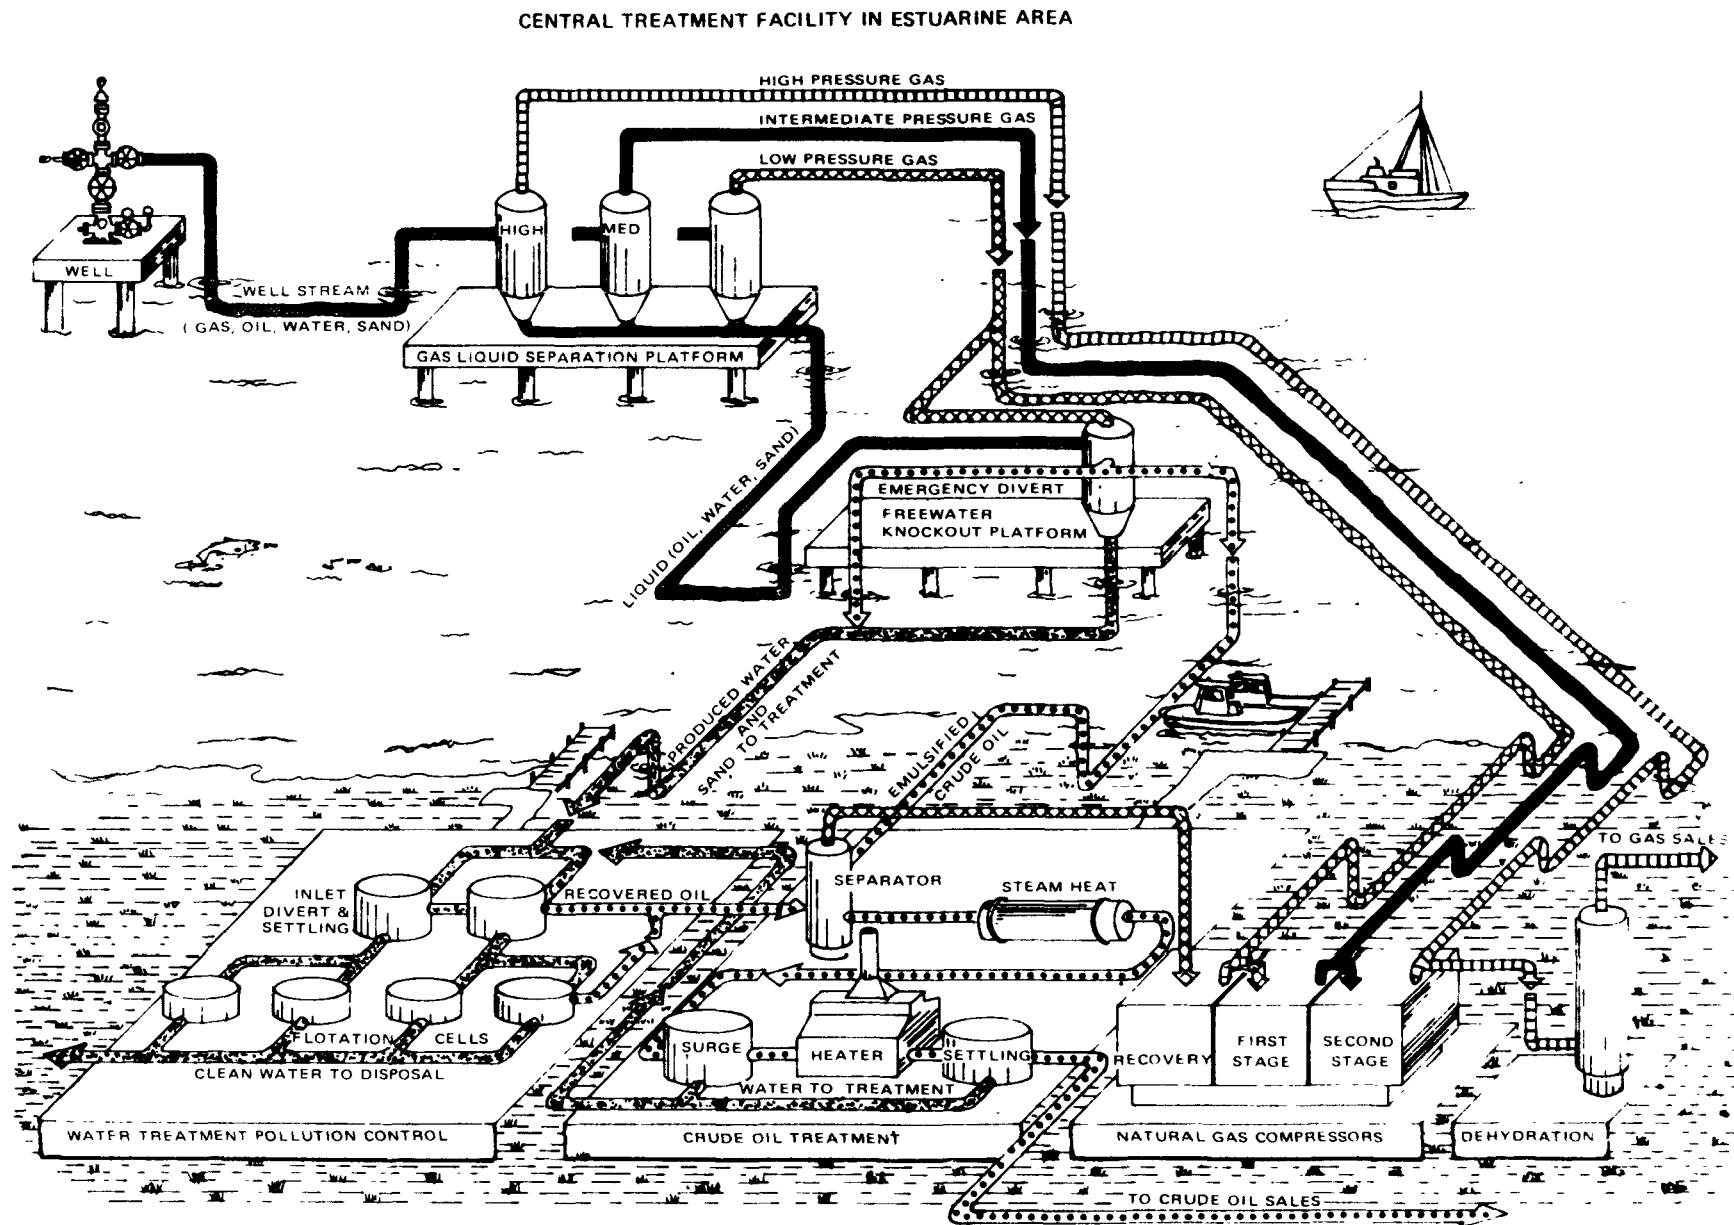 CENTRAL TREATMENT FACILITY IN ESTUARINE AREA
HIGH PRESSURE GAS
INTERMEDIATE PRESSURE GAS
LOW PRESSURE GAS
HIGH
MED
WELL
WELL STREAM
( GAS, OIL, WATER, SAND)
GAS LIQUID SEPARATION PLATFORM
LIQUID (OIL, WATER, SAND)
EMERGENCY DIVERT
FREEWATER
KNOCKOUT PLATFORM
PRODUCED WATER
AND
SAND TO TREATMENT
EMULSIFIED
CRUDE OIL
TO GAS SALES
INLET
DIVERT &
SETTLING
RECOVERED OIL
SEPARATOR
STEAM HEAT
FLOTATION CELLS
CLEAN WATER TO DISPOSAL
SURGE
HEATER
SETTLING
WATER TO TREATMENT
RECOVERY
FIRST
STAGE
SECOND
STAGE
WATER TREATMENT POLLUTION CONTROL
CRUDE OIL TREATMENT
NATURAL GAS COMPRESSORS
DEHYDRATION
TO CRUDE OIL SALES